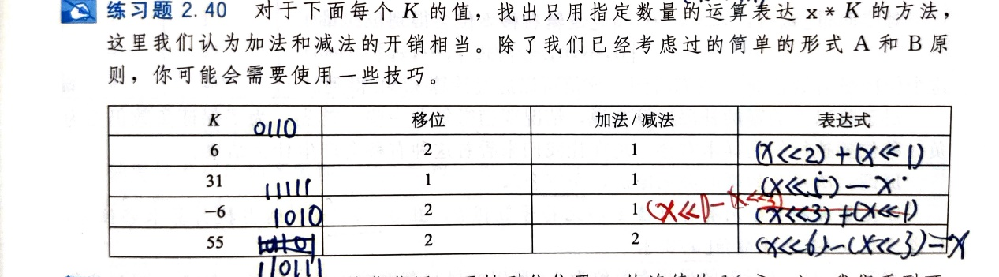 练习题 2.40 对于下面每个 K 的值，找出只用指定数量的运算表达 x * K 的方法，
这里我们认为加法和减法的开销相当。除了我们已经考虑过的简单的形式 A 和 B 原
则，你可能会需要使用一些技巧。
K 0110 移位 加法/减法 表达式
6 2 1 (x<<2)+(x<<1)
31 11111 1 1 (x<<5)-x
-6 1010 2 1 (x<<1)-(x<<3) (x<<3)+(x<<1)
55 2 2 (x<<6)-(x<<3)-x
110111